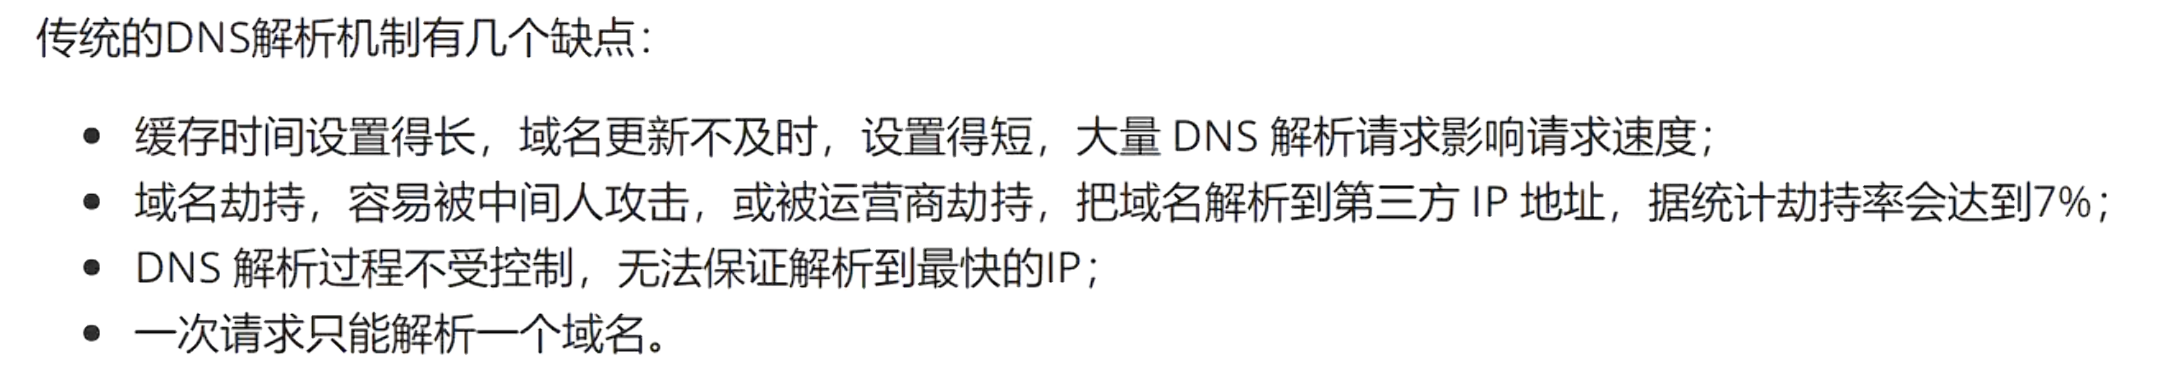 传统的DNS解析机制有几个缺点：
• 缓存时间设置得长，域名更新不及时，设置得短，大量 DNS 解析请求影响请求速度；
• 域名劫持，容易被中间人攻击，或被运营商劫持，把域名解析到第三方 IP 地址，据统计劫持率会达到7%；
• DNS 解析过程不受控制，无法保证解析到最快的IP；
• 一次请求只能解析一个域名。